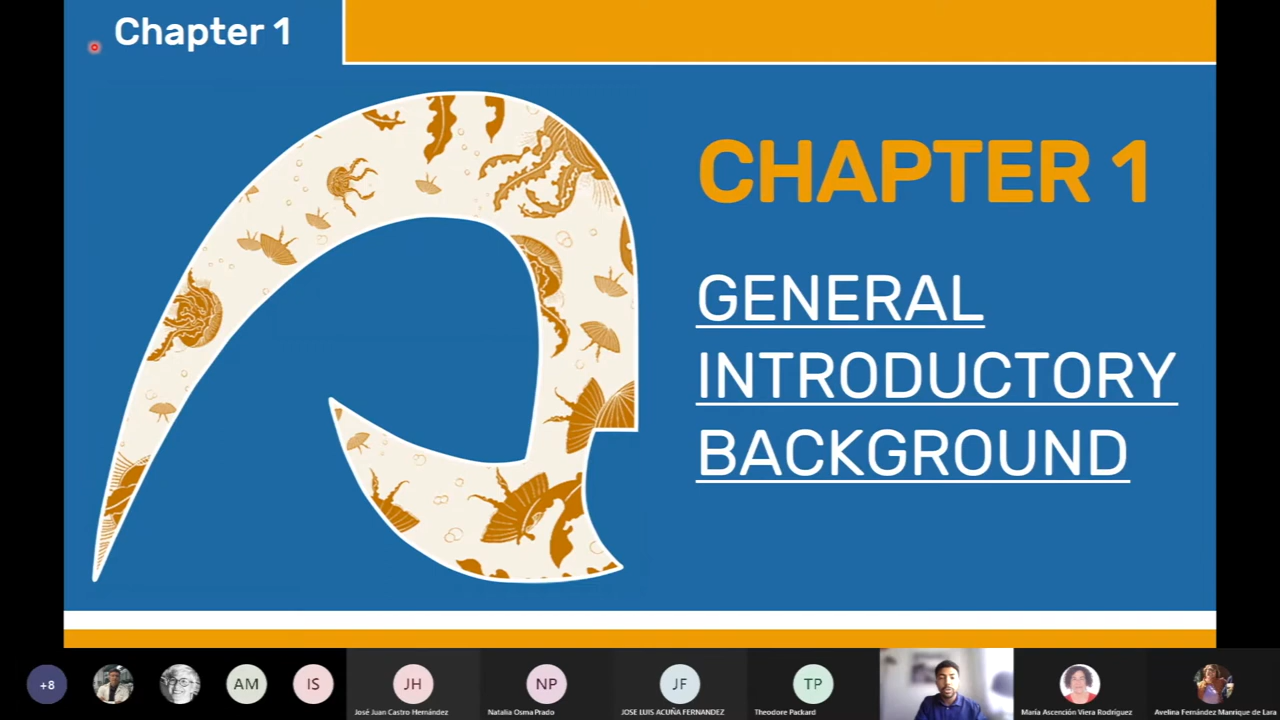 Chapter 1
CHAPTER 1
GENERAL
INTRODUCTORY
BACKGROUND
+8
AM
IS
JH
NP
JF
TP
José Juan Castro Hernández
Natalia Osma Prado
JOSE LUIS ACUÑA FERNANDEZ
Theodore Packard
María Ascención Viera Rodríguez
Avelina Fernández Manrique de Lara